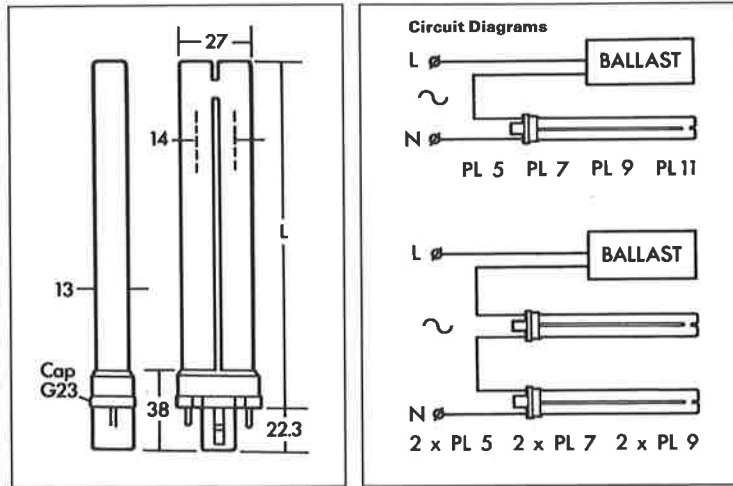 27
14
L
13
Cap
G23
38
22.3
Circuit Diagrams
L
BALLAST
N
PL 5 PL 7 PL 9 PL 11
L
BALLAST
N
2 x PL 5 2 x PL 7 2 x PL 9